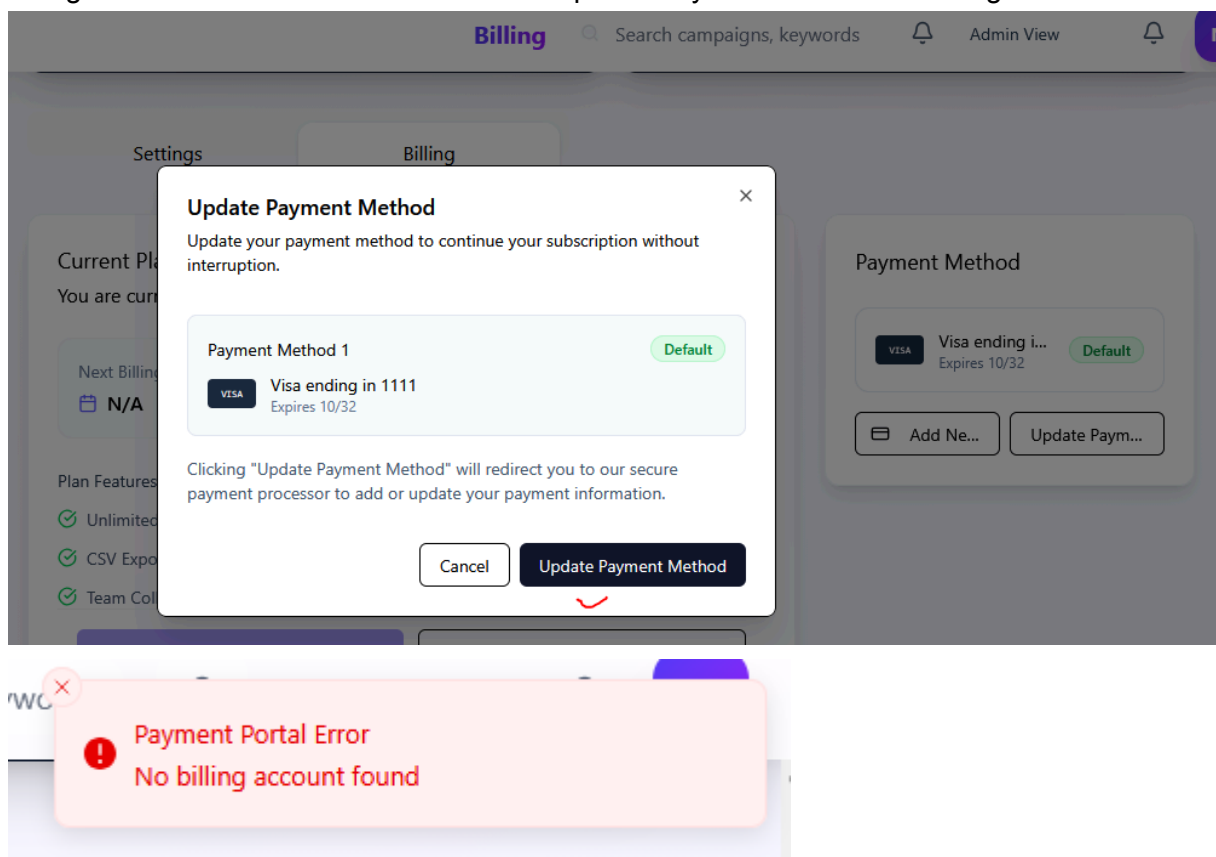 Billing
Search campaigns, keywords
Admin View
Settings
Billing
Update Payment Method
Update your payment method to continue your subscription without
interruption.
Current Pla
You are curr
Payment Method 1
Default
VISA
Visa ending in 1111
Expires 10/32
Next Billing
N/A
Clicking "Update Payment Method" will redirect you to our secure
payment processor to add or update your payment information.
Plan Features
Unlimited
CSV Expo
Team Coll
Cancel
Update Payment Method
Payment Method
VISA
Visa ending i...
Expires 10/32
Default
Add Ne...
Update Paym...
Payment Portal Error
No billing account found